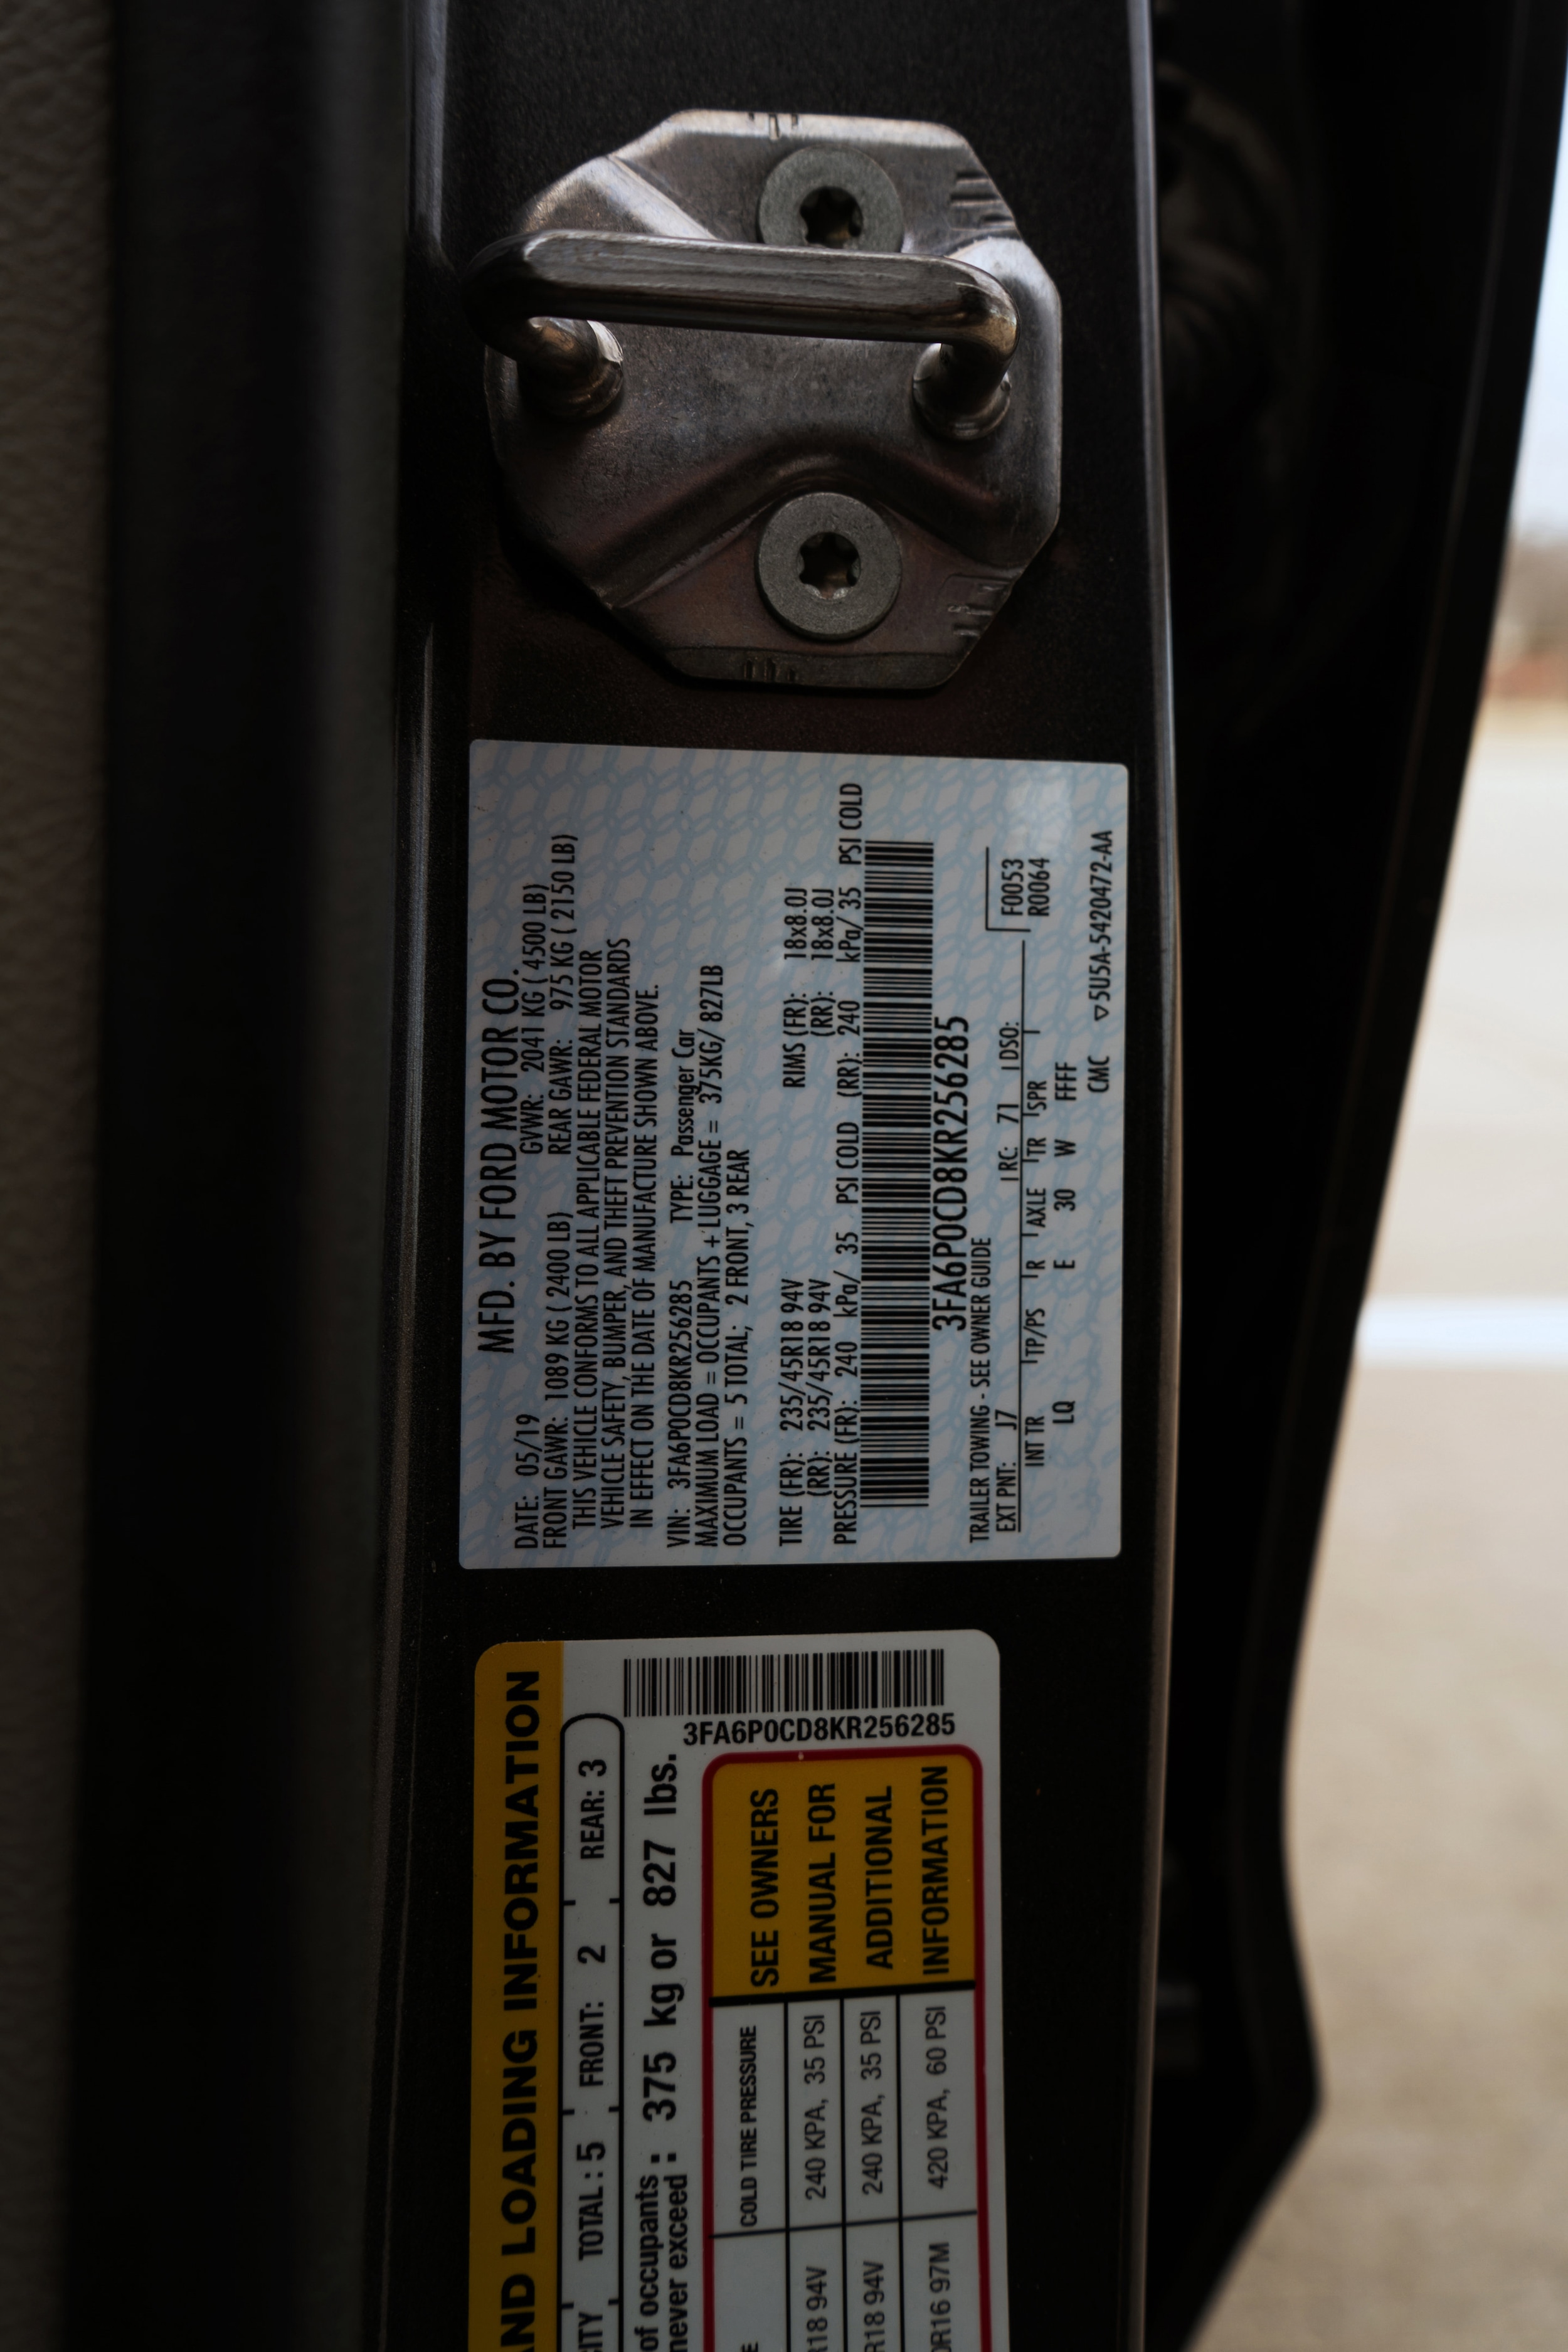 MFD. BY FORD MOTOR CO.
DATE: 05/19 GVWR: 2041 KG ( 4500 LB)
FRONT GAWR: 1089 KG ( 2400 LB) REAR GAWR: 975 KG ( 2150 LB)
THIS VEHICLE CONFORMS TO ALL APPLICABLE FEDERAL MOTOR
VEHICLE SAFETY, BUMPER, AND THEFT PREVENTION STANDARDS
IN EFFECT ON THE DATE OF MANUFACTURE SHOWN ABOVE.
VIN: 3FA6P0CD8KR256285 TYPE: Passenger Car
MAXIMUM LOAD = OCCUPANTS + LUGGAGE = 375KG/ 827LB
OCCUPANTS = 5 TOTAL; 2 FRONT, 3 REAR
TIRE (FR): 235/45R18 94V RIMS (FR): 18x8.0J
(RR): 235/45R18 94V (RR): 18x8.0J
PRESSURE (FR): 240 kPa/ 35 PSI COLD (RR): 240 kPa/ 35 PSI COLD
3FA6P0CD8KR256285
TRAILER TOWING - SEE OWNER GUIDE
EXT PNT: J7 RC: 71 DSO: F0053
INT TR TP/PS R AXLE TR SPR R0064
LQ E 30 W FFFF
CMC ▽5U5A-5420472-AA
AND LOADING INFORMATION
TOTAL : 5 FRONT: 2 REAR: 3
of occupants : 375 kg or 827 lbs.
never exceed :
3FA6P0CD8KR256285
COLD TIRE PRESSURE
R18 94V 240 KPA, 35 PSI
R18 94V 240 KPA, 35 PSI
R16 97M 420 KPA, 60 PSI
SEE OWNERS
MANUAL FOR
ADDITIONAL
INFORMATION